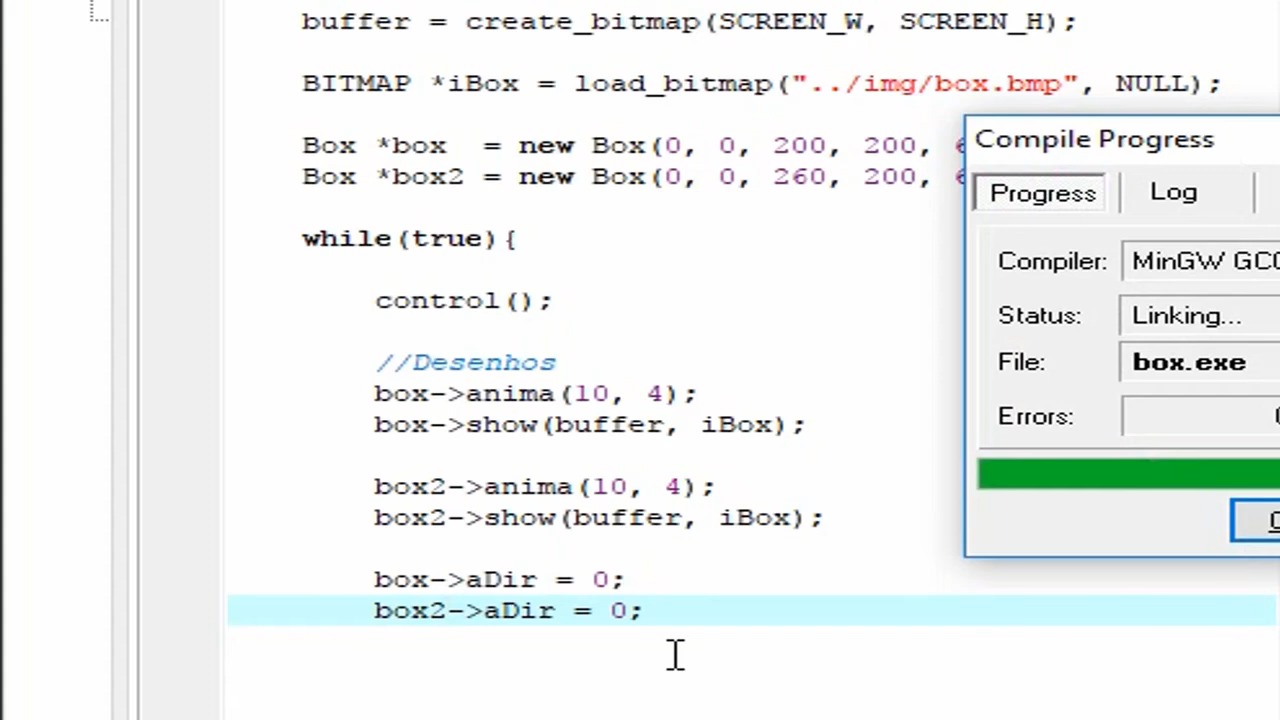 buffer = create_bitmap(SCREEN_W, SCREEN_H);
BITMAP *iBox = load_bitmap("../img/box.bmp", NULL);
Box *box  = new Box(0, 0, 200, 200,
Box *box2 = new Box(0, 0, 260, 200,
while(true){
control();
//Desenhos
box->anima(10, 4);
box->show(buffer, iBox);
box2->anima(10, 4);
box2->show(buffer, iBox);
box->aDir = 0;
box2->aDir = 0;
Compile Progress
Progress Log
Compiler: MinGW GCC
Status: Linking...
File: box.exe
Errors: